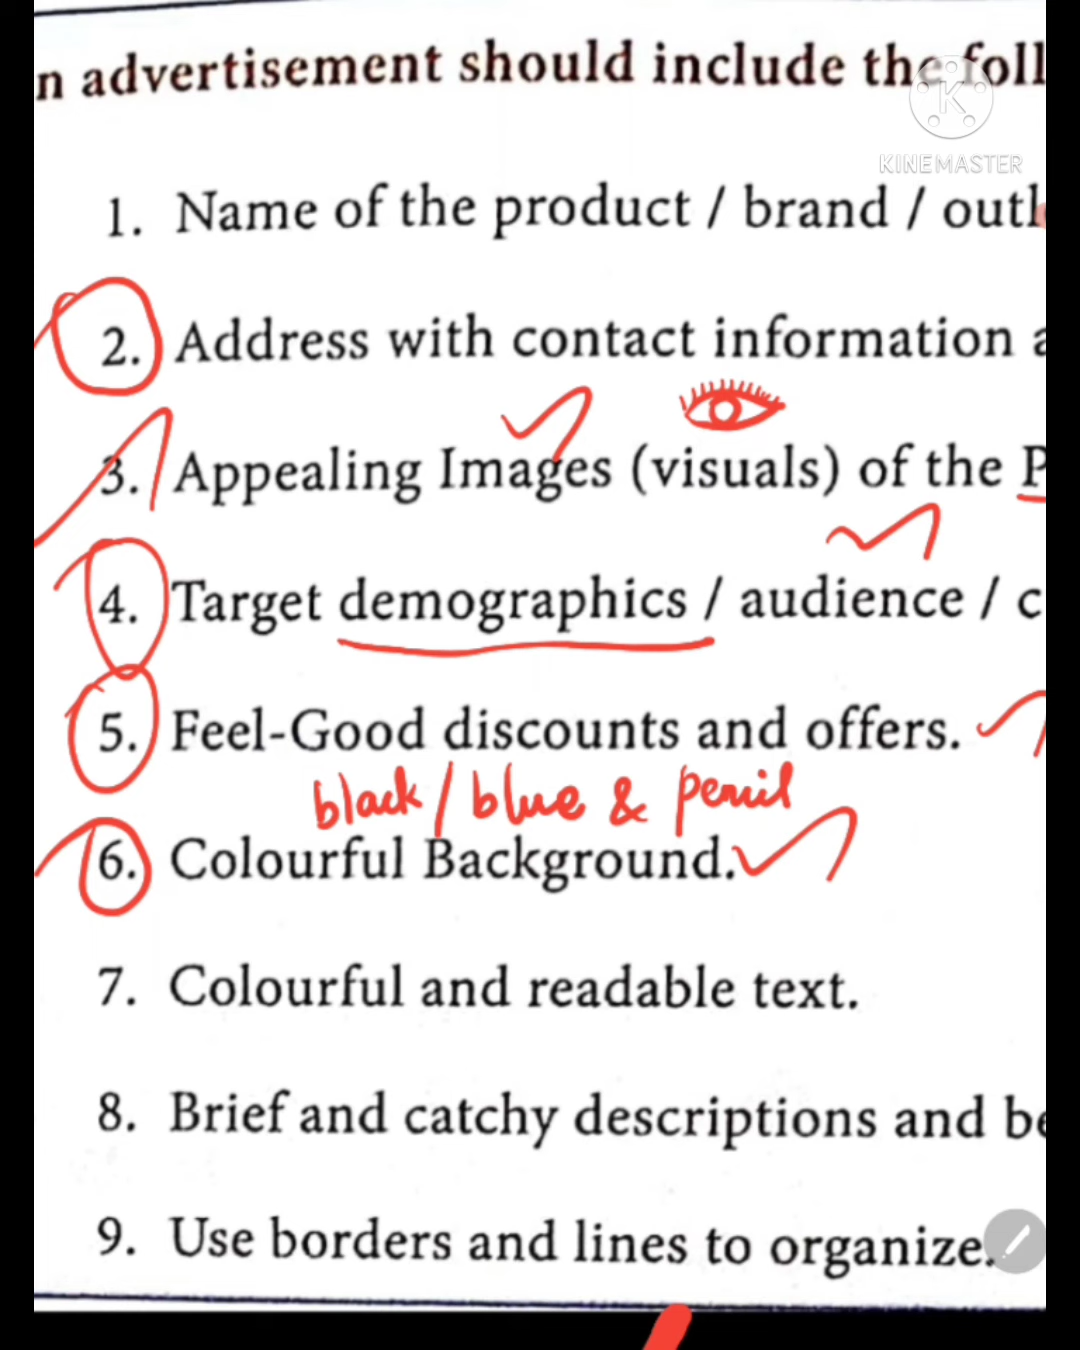 n advertisement should include the foll
KINEMASTER
1. Name of the product / brand / outl
2. Address with contact information a
3. Appealing Images (visuals) of the P
4. Target demographics / audience / c
5. Feel-Good discounts and offers.
black / blue & pencil
6. Colourful Background.
7. Colourful and readable text.
8. Brief and catchy descriptions and be
9. Use borders and lines to organize.